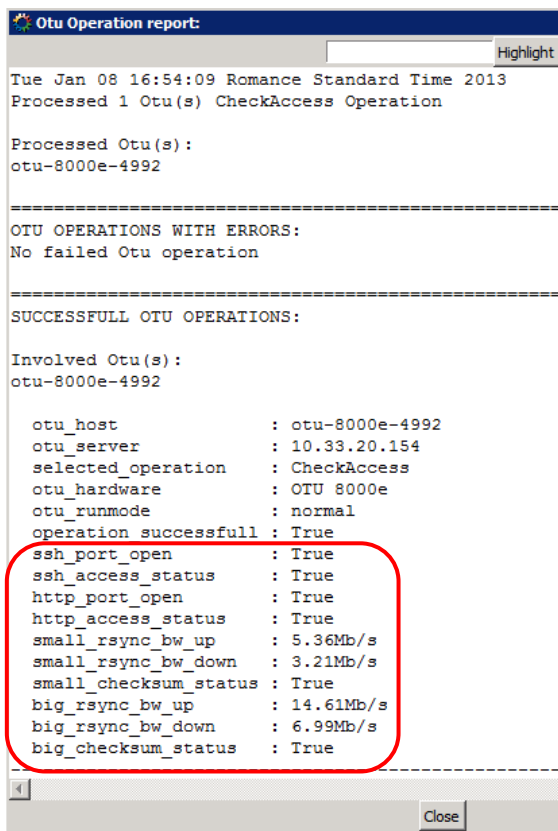 Otu Operation report:
Highlight
Tue Jan 08 16:54:09 Romance Standard Time 2013
Processed 1 Otu(s) CheckAccess Operation
Processed Otu(s):
otu-8000e-4992
=====================================================
OTU OPERATIONS WITH ERRORS:
No failed Otu operation
=====================================================
SUCCESSFULL OTU OPERATIONS:
Involved Otu(s):
otu-8000e-4992
otu_host : otu-8000e-4992
otu_server : 10.33.20.154
selected_operation : CheckAccess
otu_hardware : OTU 8000e
otu_runmode : normal
operation_successfull : True
ssh_port_open : True
ssh_access_status : True
http_port_open : True
http_access_status : True
small_rsync_bw_up : 5.36Mb/s
small_rsync_bw_down : 3.21Mb/s
small_checksum_status : True
big_rsync_bw_up : 14.61Mb/s
big_rsync_bw_down : 6.99Mb/s
big_checksum_status : True
-----------------------------------------------------
Close